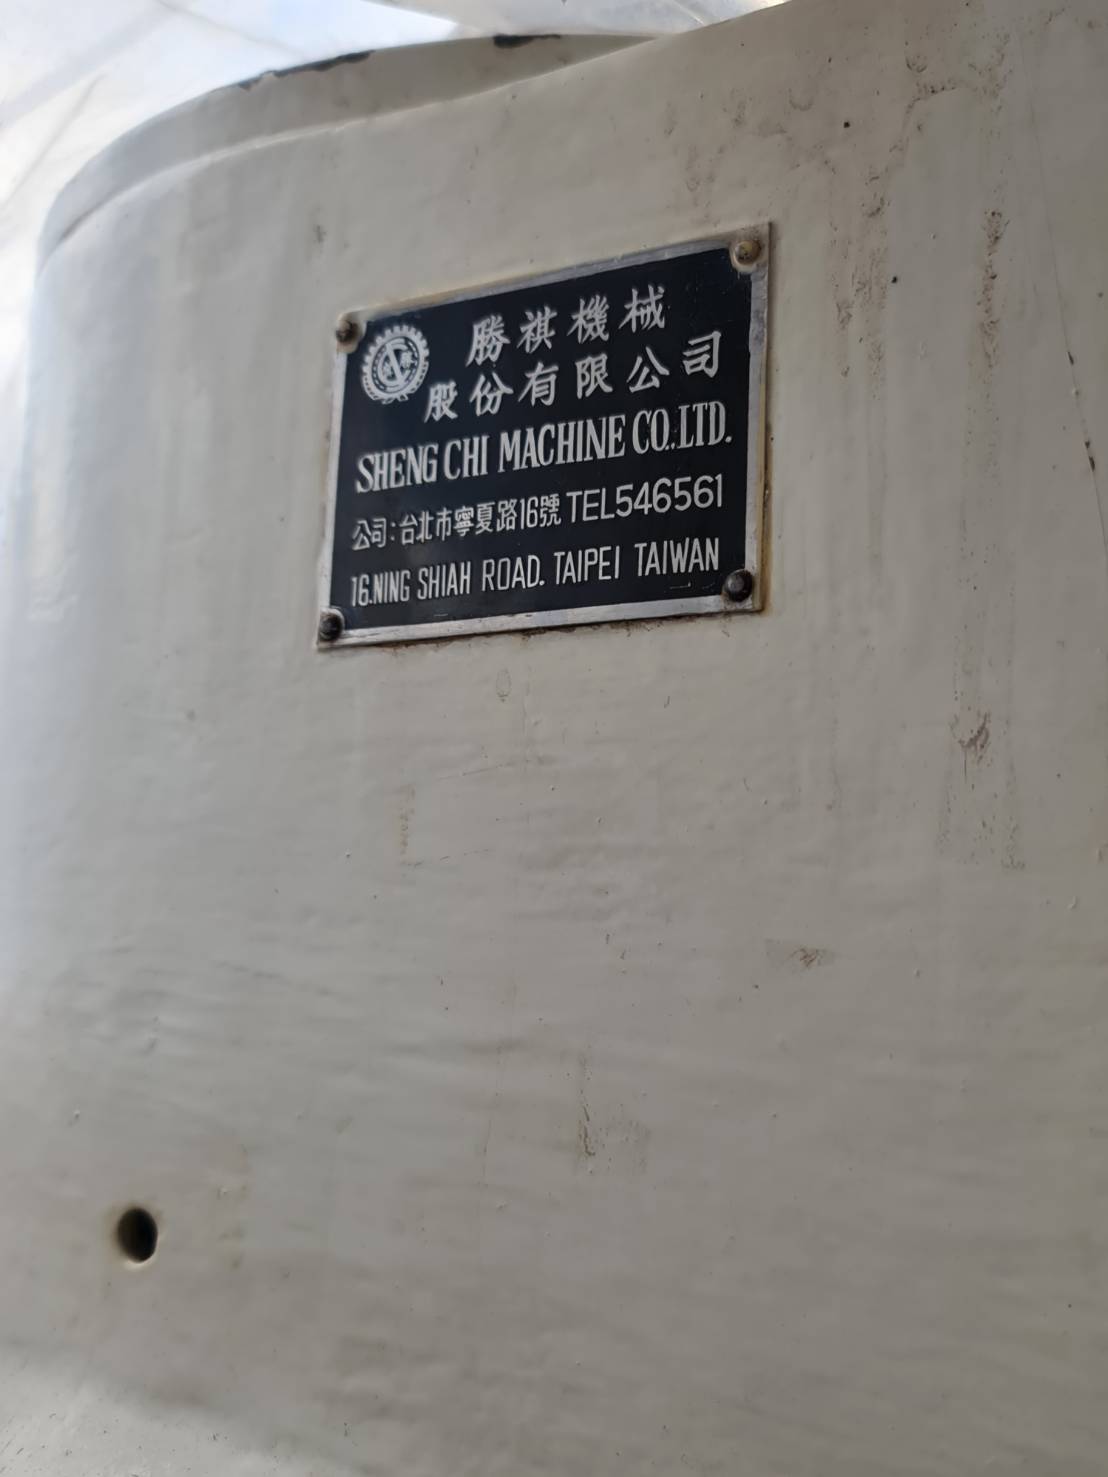 勝祺機械
股份有限公司
SHENG CHI MACHINE CO.,LTD.
公司:台北市寧夏路16號 TEL546561
16.NING SHIAH ROAD. TAIPEI TAIWAN